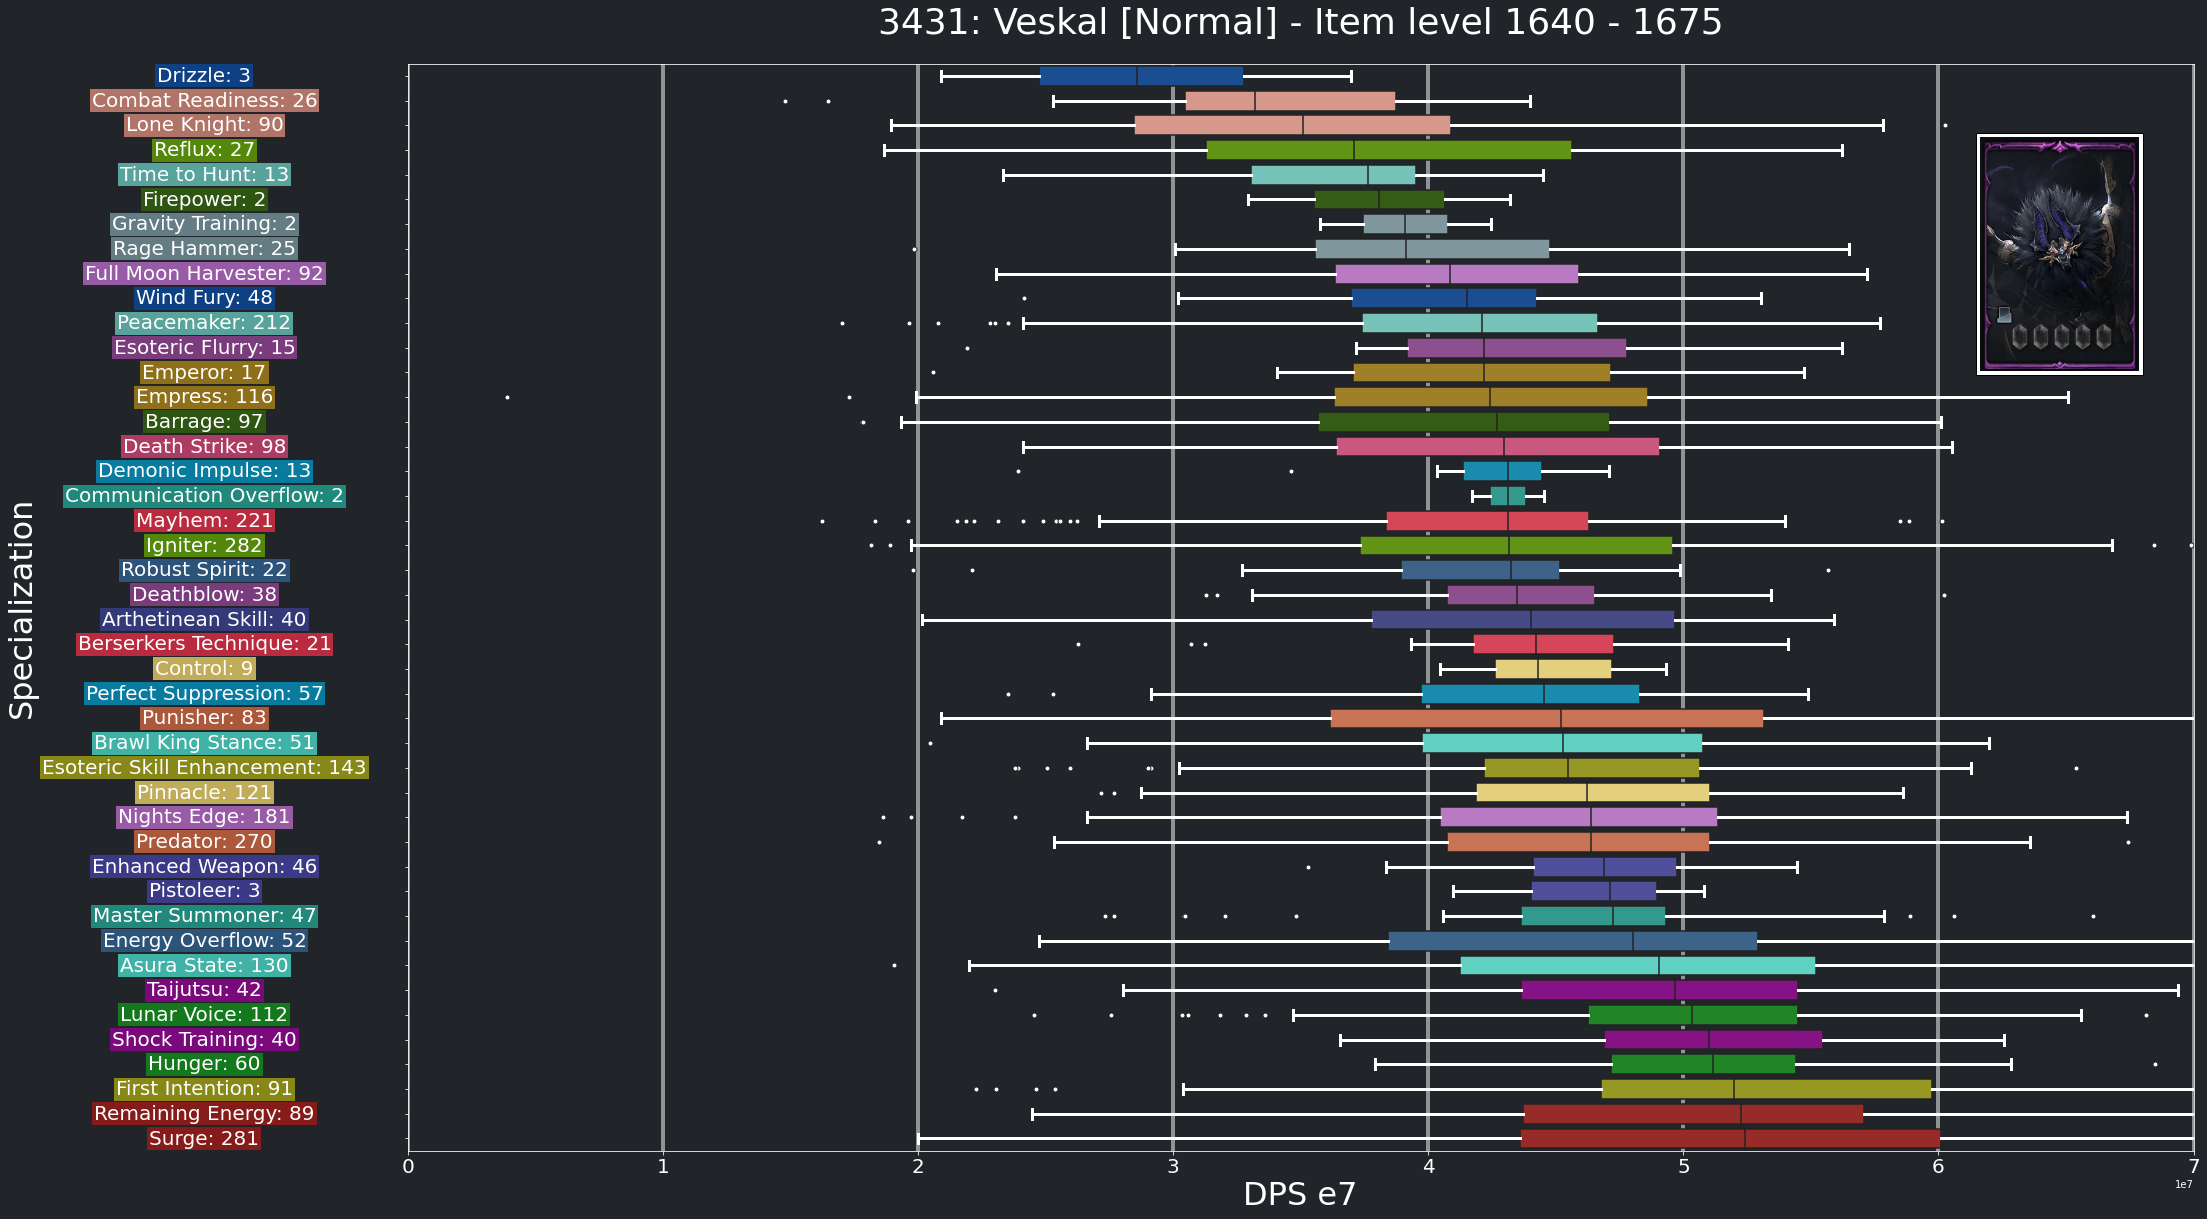 3431: Veskal [Normal] - Item level 1640 - 1675
Drizzle: 3
Combat Readiness: 26
Lone Knight: 90
Reflux: 27
Time to Hunt: 13
Firepower: 2
Gravity Training: 2
Rage Hammer: 25
Full Moon Harvester: 92
Wind Fury: 48
Peacemaker: 212
Esoteric Flurry: 15
Emperor: 17
Empress: 116
Barrage: 97
Death Strike: 98
Demonic Impulse: 13
Communication Overflow: 2
Mayhem: 221
Igniter: 282
Robust Spirit: 22
Deathblow: 38
Arthetinean Skill: 40
Berserkers Technique: 21
Control: 9
Perfect Suppression: 57
Punisher: 83
Brawl King Stance: 51
Esoteric Skill Enhancement: 143
Pinnacle: 121
Nights Edge: 181
Predator: 270
Enhanced Weapon: 46
Pistoleer: 3
Master Summoner: 47
Energy Overflow: 52
Asura State: 130
Taijutsu: 42
Lunar Voice: 112
Shock Training: 40
Hunger: 60
First Intention: 91
Remaining Energy: 89
Surge: 281
Specialization
0 1 2 3 4 5 6 7
DPS e7
1e7